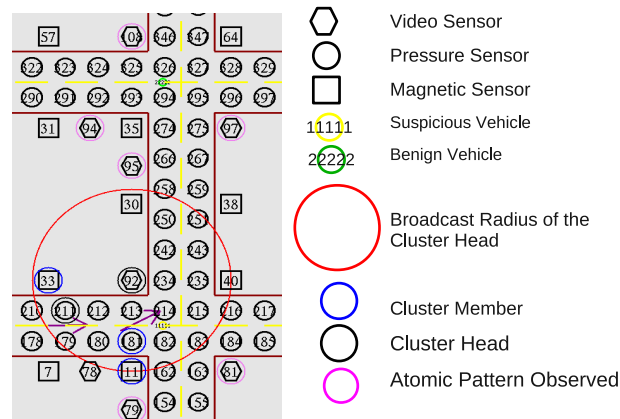 57 108 346 347 64
322 323 324 325 326 327 328 329
22222
290 291 292 293 294 295 296 297
31 94 35 274 275 97
95 266 267
258 259
30 38
250 251
242 243
33 92 234 235 40
210 211 212 213 214 215 216 217
11111
178 179 180 181 182 183 184 185
7 78 11 162 163 81
79 154 155
Video Sensor
Pressure Sensor
Magnetic Sensor
11111 Suspicious Vehicle
22222 Benign Vehicle
Broadcast Radius of the
Cluster Head
Cluster Member
Cluster Head
Atomic Pattern Observed